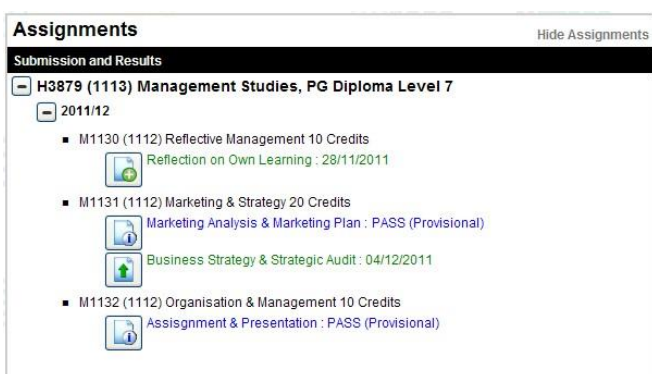 Assignments
Hide Assignments
Submission and Results
H3879 (1113) Management Studies, PG Diploma Level 7
2011/12
M1130 (1112) Reflective Management 10 Credits
Reflection on Own Learning : 28/11/2011
M1131 (1112) Marketing & Strategy 20 Credits
Marketing Analysis & Marketing Plan : PASS (Provisional)
Business Strategy & Strategic Audit : 04/12/2011
M1132 (1112) Organisation & Management 10 Credits
Assisgnment & Presentation : PASS (Provisional)